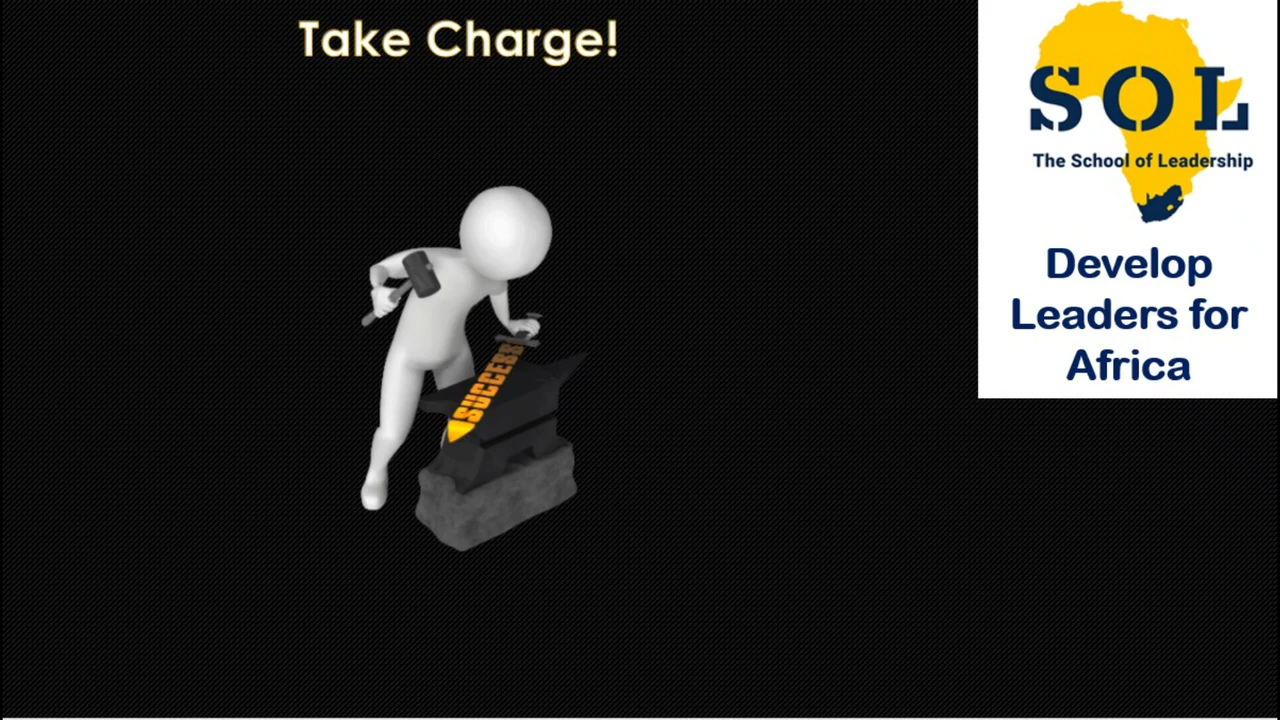 Take Charge!
SOL
The School of Leadership
Develop
Leaders for
Africa
SUCCESS